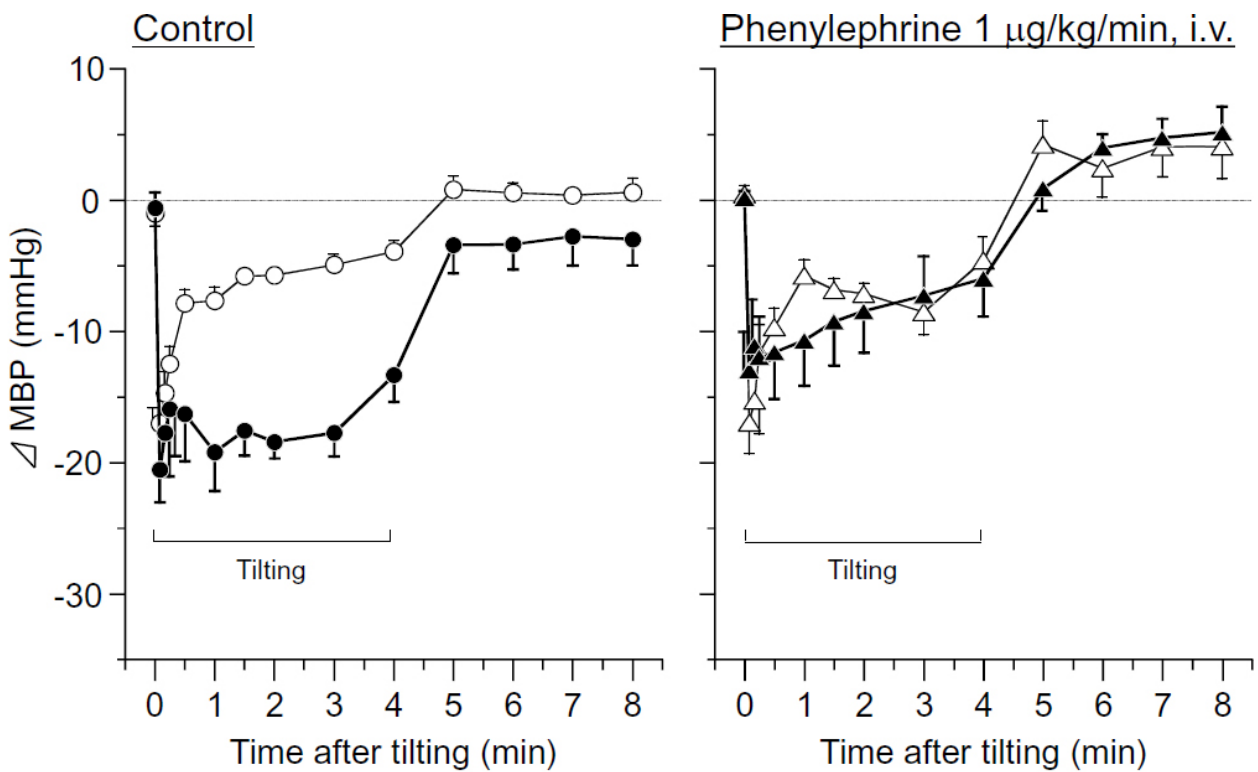 Control
Phenylephrine 1 μg/kg/min, i.v.
10
0
-10
-20
-30
⊿ MBP (mmHg)
Tilting
Tilting
0 1 2 3 4 5 6 7 8
0 1 2 3 4 5 6 7 8
Time after tilting (min)
Time after tilting (min)